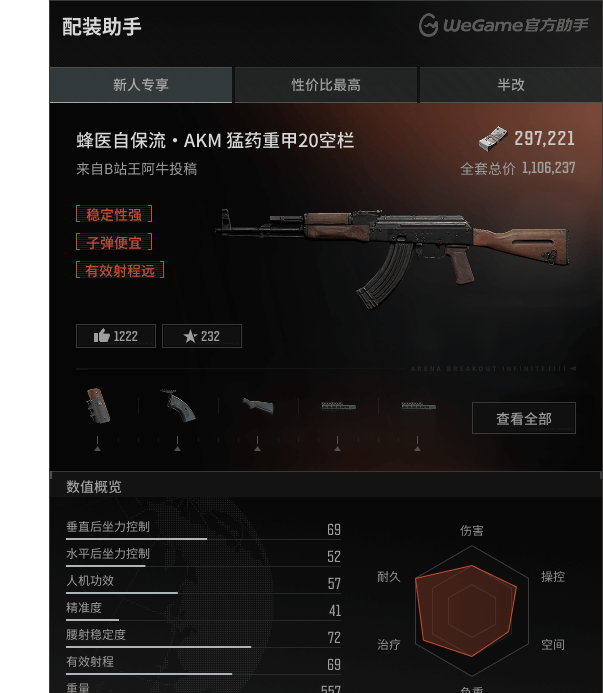 配装助手
WeGame官方助手
新人专享
性价比最高
半改
蜂医自保流·AKM 猛药重甲20空栏
297,221
来自B站王阿牛投稿
全套总价 1,106,237
稳定性强
子弹便宜
有效射程远
1222
232
ARENA BREAKOUT INFINITE
查看全部
数值概览
垂直后坐力控制 69
水平后坐力控制 52
人机功效 57
精准度 41
腰射稳定度 72
有效射程 69
重量 557
伤害
耐久
操控
治疗
空间
负重